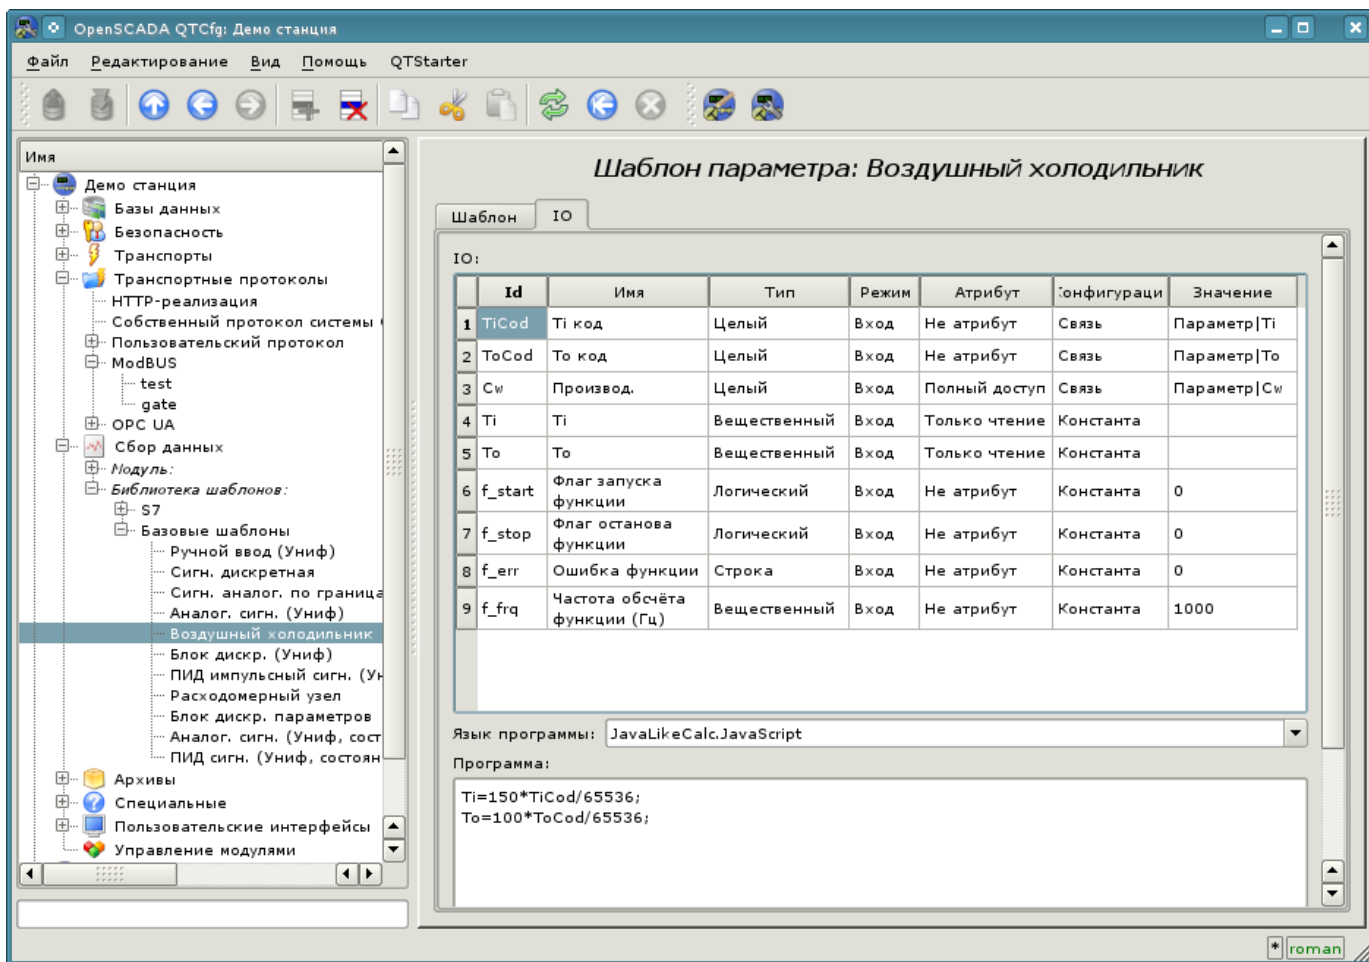 OpenSCADA QTCfg: Демо станция
Файл Редактирование Вид Помощь QTStarter
Имя
Демо станция
Базы данных
Безопасность
Транспорты
Транспортные протоколы
HTTP-реализация
Собственный протокол системы
Пользовательский протокол
ModBUS
test
gate
OPC UA
Сбор данных
Модуль:
Библиотека шаблонов:
S7
Базовые шаблоны
Ручной ввод (Униф)
Сигн. дискретная
Сигн. аналог. по граница
Аналог. сигн. (Униф)
Воздушный холодильник
Блок дискр. (Униф)
ПИД импульсный сигн. (Ун
Расходомерный узел
Блок дискр. параметров
Аналог. сигн. (Униф, сост
ПИД сигн. (Униф, состоян
Архивы
Специальные
Пользовательские интерфейсы
Управление модулями
Шаблон параметра: Воздушный холодильник
Шаблон IO
IO:
Id Имя Тип Режим Атрибут Конфигураци Значение
1 TiCod Ti код Целый Вход Не атрибут Связь Параметр|Ti
2 ToCod To код Целый Вход Не атрибут Связь Параметр|To
3 Cw Производ. Целый Вход Полный доступ Связь Параметр|Cw
4 Ti Ti Вещественный Вход Только чтение Константа
5 To To Вещественный Вход Только чтение Константа
6 f_start Флаг запуска функции Логический Вход Не атрибут Константа 0
7 f_stop Флаг останова функции Логический Вход Не атрибут Константа 0
8 f_err Ошибка функции Строка Вход Не атрибут Константа 0
9 f_frq Частота обсчёта функции (Гц) Вещественный Вход Не атрибут Константа 1000
Язык программы: JavaLikeCalc.JavaScript
Программа:
Ti=150*TiCod/65536;
To=100*ToCod/65536;
* roman